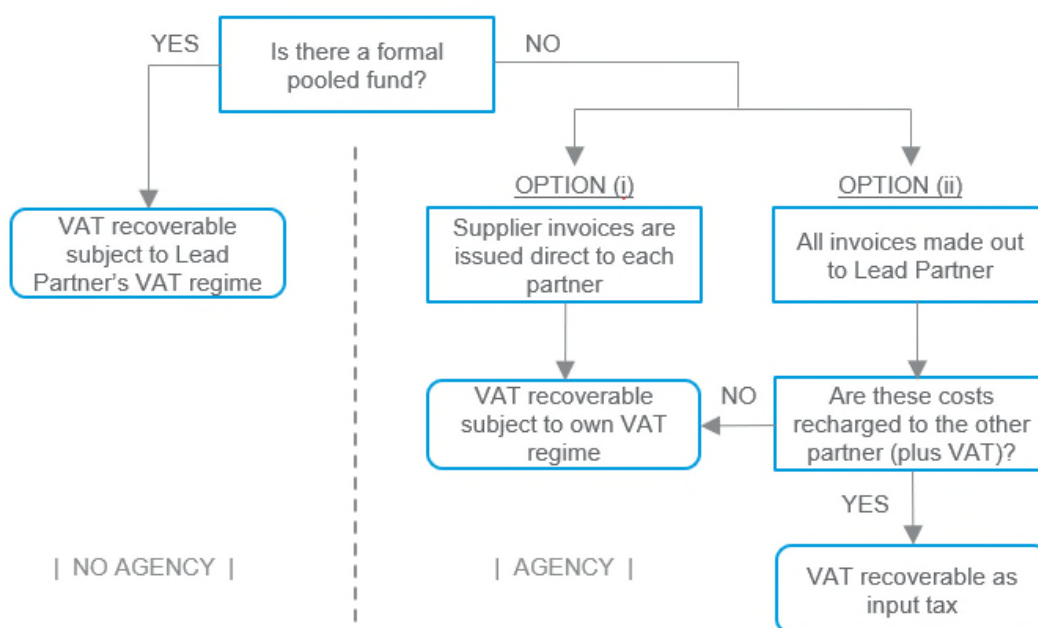 YES
Is there a formal
pooled fund?
NO
VAT recoverable
subject to Lead
Partner's VAT regime
OPTION (i)
Supplier invoices are
issued direct to each
partner
OPTION (ii)
All invoices made out
to Lead Partner
VAT recoverable
subject to own VAT
regime
NO
Are these costs
recharged to the other
partner (plus VAT)?
YES
VAT recoverable as
input tax
| NO AGENCY |
| AGENCY |